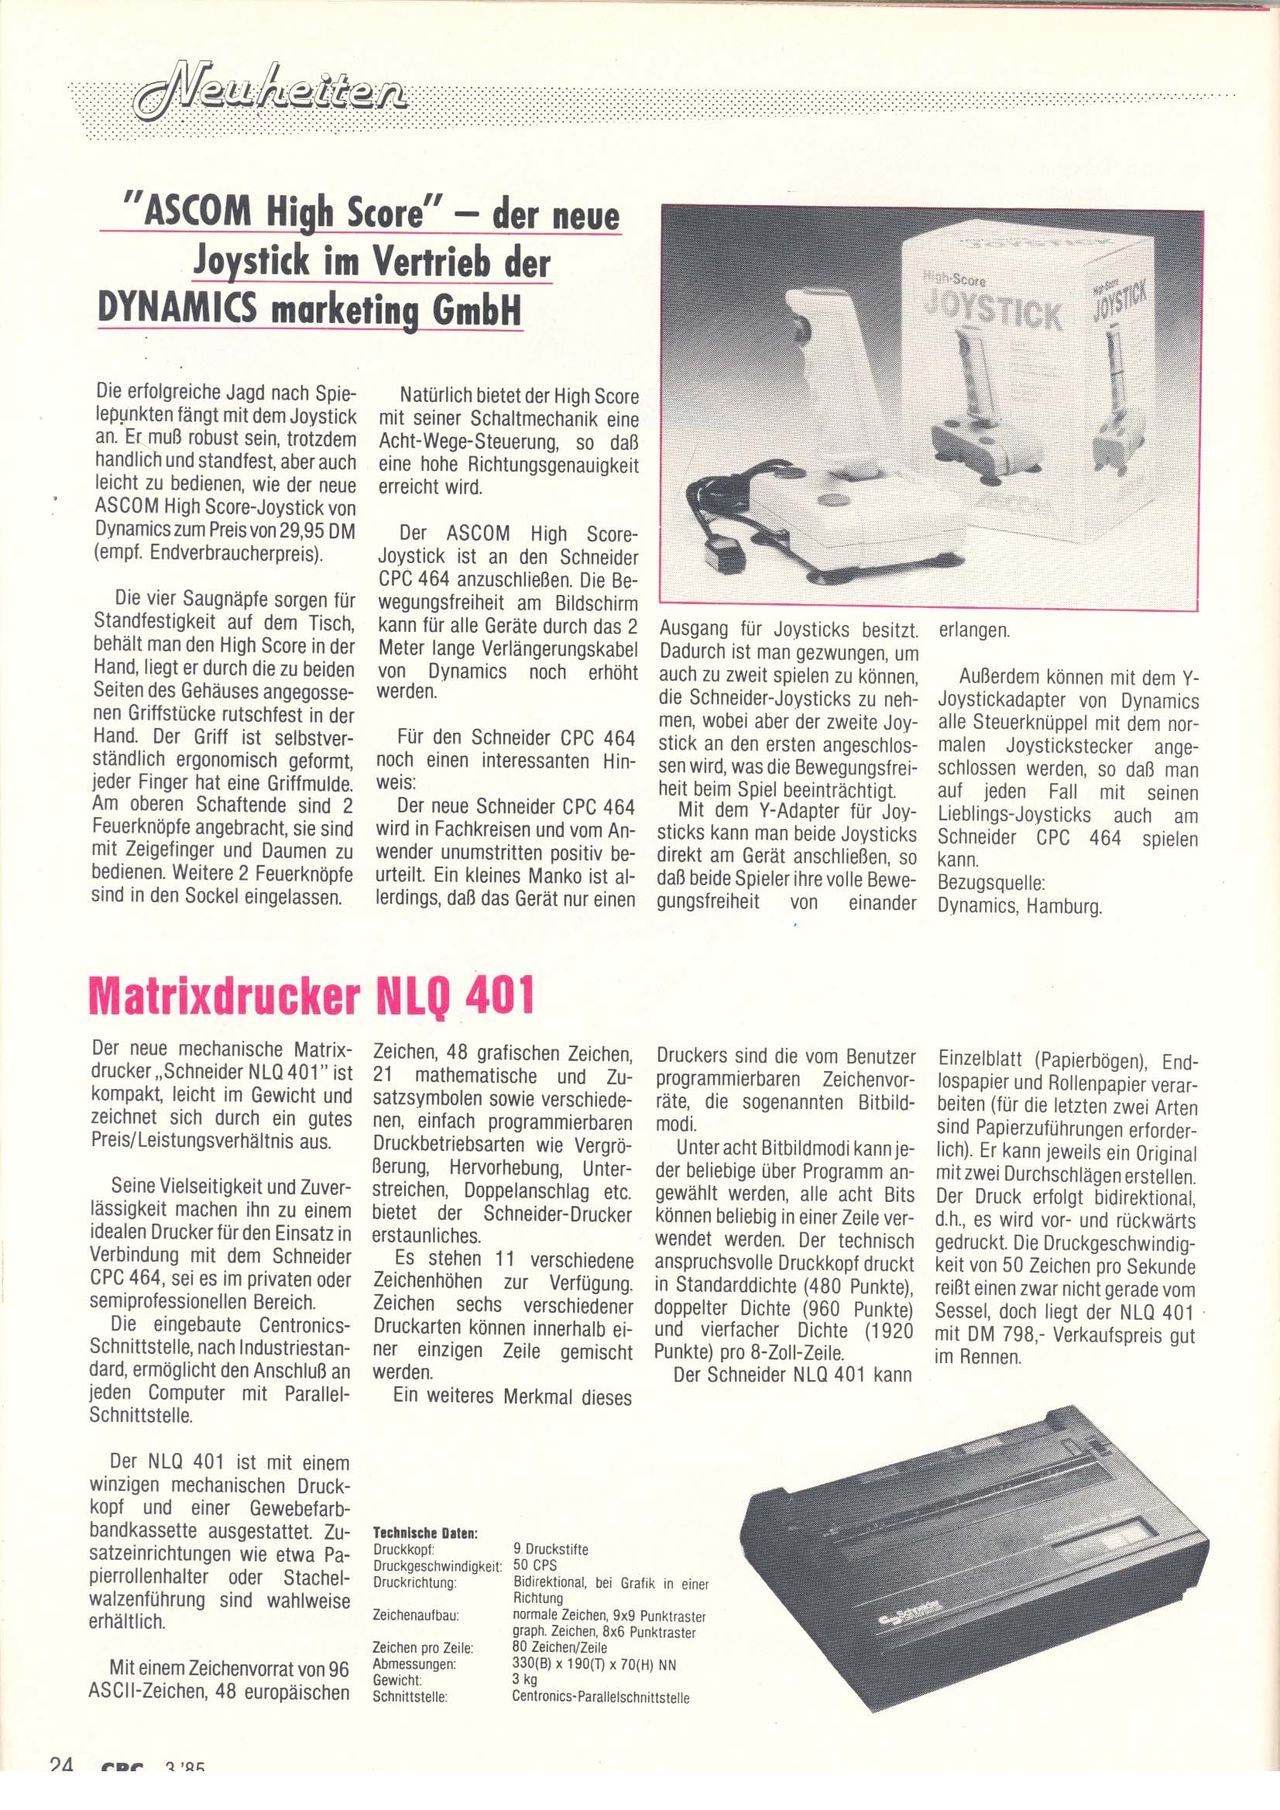 Neuheiten
"ASCOM High Score" – der neue
Joystick im Vertrieb der
DYNAMICS marketing GmbH
Die erfolgreiche Jagd nach Spie-
lepunkten fängt mit dem Joystick
an. Er muß robust sein, trotzdem
handlich und standfest, aber auch
leicht zu bedienen, wie der neue
ASCOM High Score-Joystick von
Dynamics zum Preis von 29,95 DM
(empf. Endverbraucherpreis).
Die vier Saugnäpfe sorgen für
Standfestigkeit auf dem Tisch,
behält man den High Score in der
Hand, liegt er durch die zu beiden
Seiten des Gehäuses angegosse-
nen Griffstücke rutschfest in der
Hand. Der Griff ist selbstver-
ständlich ergonomisch geformt,
jeder Finger hat eine Griffmulde.
Am oberen Schaftende sind 2
Feuerknöpfe angebracht, sie sind
mit Zeigefinger und Daumen zu
bedienen. Weitere 2 Feuerknöpfe
sind in den Sockel eingelassen.
Natürlich bietet der High Score
mit seiner Schaltmechanik eine
Acht-Wege-Steuerung, so daß
eine hohe Richtungsgenauigkeit
erreicht wird.
Der ASCOM High Score-
Joystick ist an den Schneider
CPC 464 anzuschließen. Die Be-
wegungsfreiheit am Bildschirm
kann für alle Geräte durch das 2
Meter lange Verlängerungskabel
von Dynamics noch erhöht
werden.
Für den Schneider CPC 464
noch einen interessanten Hin-
weis:
Der neue Schneider CPC 464
wird in Fachkreisen und vom An-
wender unumstritten positiv be-
urteilt. Ein kleines Manko ist al-
lerdings, daß das Gerät nur einen
High-Score
JOYSTICK
High-Score
JOYSTICK
JOYSTICK
ASCOM
Ausgang für Joysticks besitzt.
Dadurch ist man gezwungen, um
auch zu zweit spielen zu können,
die Schneider-Joysticks zu neh-
men, wobei aber der zweite Joy-
stick an den ersten angeschlos-
sen wird, was die Bewegungsfrei-
heit beim Spiel beeinträchtigt.
Mit dem Y-Adapter für Joy-
sticks kann man beide Joysticks
direkt am Gerät anschließen, so
daß beide Spieler ihre volle Bewe-
gungsfreiheit von einander
erlangen.
Außerdem können mit dem Y-
Joystickadapter von Dynamics
alle Steuerknüppel mit dem nor-
malen Joystickstecker ange-
schlossen werden, so daß man
auf jeden Fall mit seinen
Lieblings-Joysticks auch am
Schneider CPC 464 spielen
kann.
Bezugsquelle:
Dynamics, Hamburg.
Matrixdrucker NLQ 401
Der neue mechanische Matrix-
drucker „Schneider NLQ 401" ist
kompakt, leicht im Gewicht und
zeichnet sich durch ein gutes
Preis/Leistungsverhältnis aus.
Seine Vielseitigkeit und Zuver-
lässigkeit machen ihn zu einem
idealen Drucker für den Einsatz in
Verbindung mit dem Schneider
CPC 464, sei es im privaten oder
semiprofessionellen Bereich.
Die eingebaute Centronics-
Schnittstelle, nach Industriestan-
dard, ermöglicht den Anschluß an
jeden Computer mit Parallel-
Schnittstelle.
Der NLQ 401 ist mit einem
winzigen mechanischen Druck-
kopf und einer Gewebefarb-
bandkassette ausgestattet. Zu-
satzeinrichtungen wie etwa Pa-
pierrollenhalter oder Stachel-
walzenführung sind wahlweise
erhältlich.
Mit einem Zeichenvorrat von 96
ASCII-Zeichen, 48 europäischen
Zeichen, 48 grafischen Zeichen,
21 mathematische und Zu-
satzsymbolen sowie verschiede-
nen, einfach programmierbaren
Druckbetriebsarten wie Vergrö-
ßerung, Hervorhebung, Unter-
streichen, Doppelanschlag etc.
bietet der Schneider-Drucker
erstaunliches.
Es stehen 11 verschiedene
Zeichenhöhen zur Verfügung.
Zeichen sechs verschiedener
Druckarten können innerhalb ei-
ner einzigen Zeile gemischt
werden.
Ein weiteres Merkmal dieses
Druckers sind die vom Benutzer
programmierbaren Zeichenvor-
räte, die sogenannten Bitbild-
modi.
Unter acht Bitbildmodi kann je-
der beliebige über Programm an-
gewählt werden, alle acht Bits
können beliebig in einer Zeile ver-
wendet werden. Der technisch
anspruchsvolle Druckkopf druckt
in Standarddichte (480 Punkte),
doppelter Dichte (960 Punkte)
und vierfacher Dichte (1920
Punkte) pro 8-Zoll-Zeile.
Der Schneider NLQ 401 kann
Einzelblatt (Papierbögen), End-
lospapier und Rollenpapier verar-
beiten (für die letzten zwei Arten
sind Papierzuführungen erforder-
lich). Er kann jeweils ein Original
mit zwei Durchschlägen erstellen.
Der Druck erfolgt bidirektional,
d.h., es wird vor- und rückwärts
gedruckt. Die Druckgeschwindig-
keit von 50 Zeichen pro Sekunde
reißt einen zwar nicht gerade vom
Sessel, doch liegt der NLQ 401
mit DM 798,- Verkaufspreis gut
im Rennen.
Technische Daten:
Druckkopf: 9 Druckstifte
Druckgeschwindigkeit: 50 CPS
Druckrichtung: Bidirektional, bei Grafik in einer
Richtung
Zeichenaufbau: normale Zeichen, 9x9 Punktraster
graph. Zeichen, 8x6 Punktraster
Zeichen pro Zeile: 80 Zeichen/Zeile
Abmessungen: 330(B) x 190(T) x 70(H) NN
Gewicht: 3 kg
Schnittstelle: Centronics-Parallelschnittstelle
Schneider
24 CPC 3'85